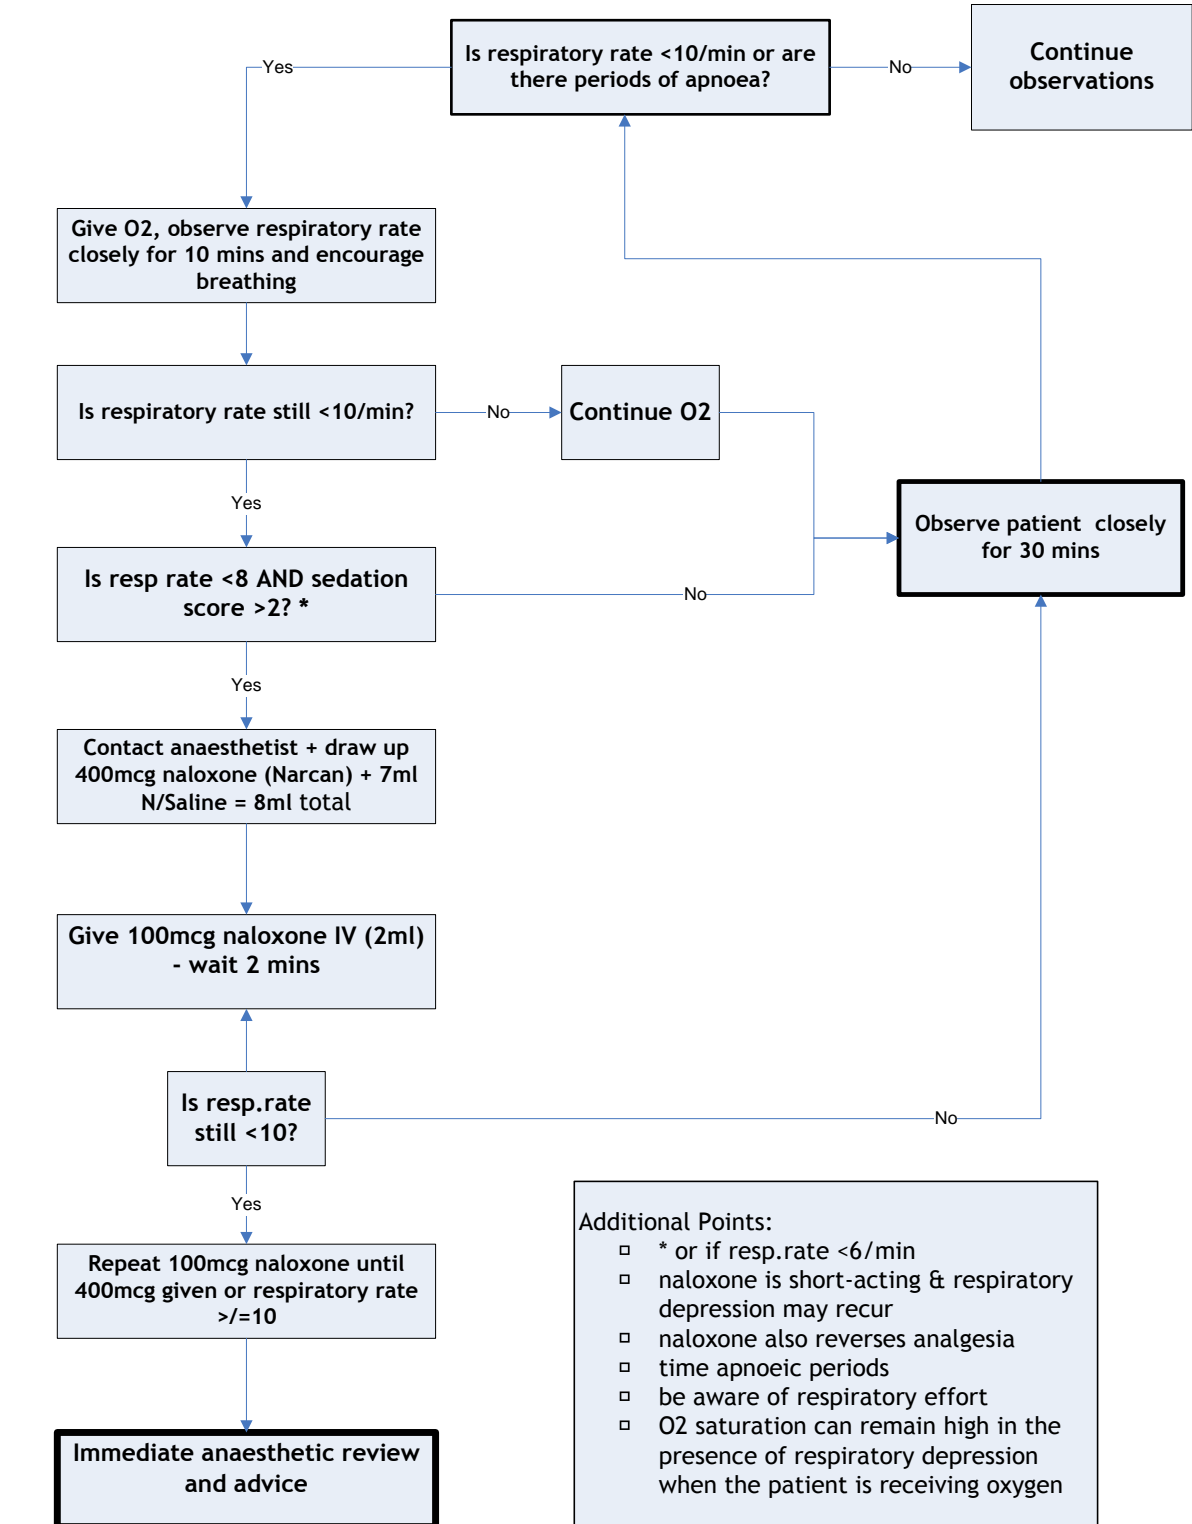 Is respiratory rate <10/min or are
there periods of apnoea?
Yes
No
Continue
observations
Give O2, observe respiratory rate
closely for 10 mins and encourage
breathing
Is respiratory rate still <10/min?
No
Continue O2
Yes
Observe patient closely
for 30 mins
Is resp rate <8 AND sedation
score >2? *
No
Yes
Contact anaesthetist + draw up
400mcg naloxone (Narcan) + 7ml
N/Saline = 8ml total
Give 100mcg naloxone IV (2ml)
- wait 2 mins
Is resp.rate
still <10?
No
Yes
Repeat 100mcg naloxone until
400mcg given or respiratory rate
>/=10
Immediate anaesthetic review
and advice
Additional Points:
* or if resp.rate <6/min
naloxone is short-acting & respiratory
depression may recur
naloxone also reverses analgesia
time apnoeic periods
be aware of respiratory effort
O2 saturation can remain high in the
presence of respiratory depression
when the patient is receiving oxygen